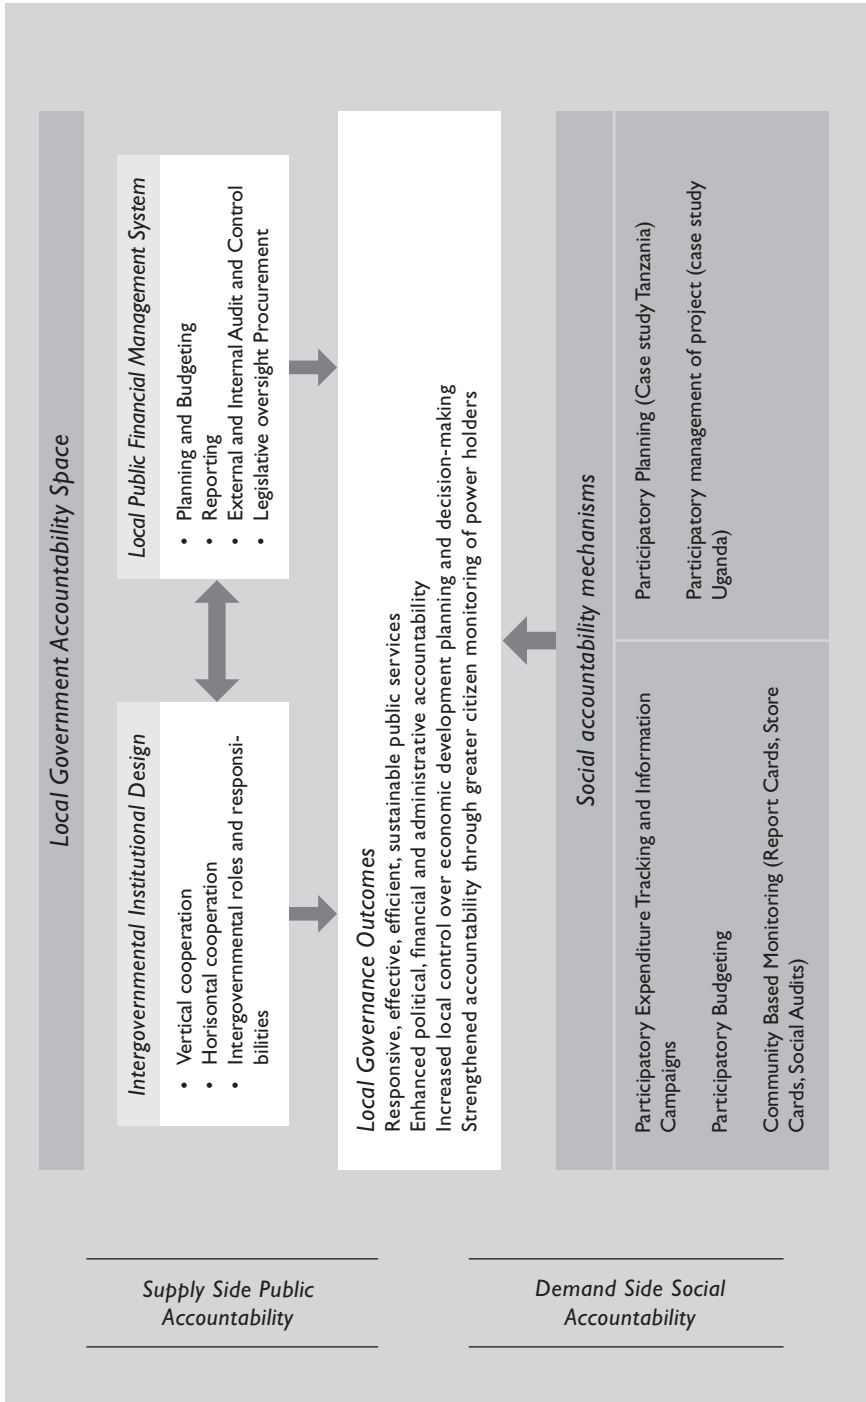 Local Government Accountability Space
Supply Side Public
Accountability
Intergovernmental Institutional Design
• Vertical cooperation
• Horisontal cooperation
• Intergovernmental roles and responsi-
bilities
Local Public Financial Management System
• Planning and Budgeting
• Reporting
• External and Internal Audit and Control
• Legislative oversight Procurement
Local Governance Outcomes
Responsive, effective, efficient, sustainable public services
Enhanced political, financial and administrative accountability
Increased local control over economic development planning and decision-making
Strengthened accountability through greater citizen monitoring of power holders
Demand Side Social
Accountability
Social accountability mechanisms
Participatory Expenditure Tracking and Information
Campaigns
Participatory Budgeting
Community Based Monitoring (Report Cards, Store
Cards, Social Audits)
Participatory Planning (Case study Tanzania)
Participatory management of project (case study
Uganda)